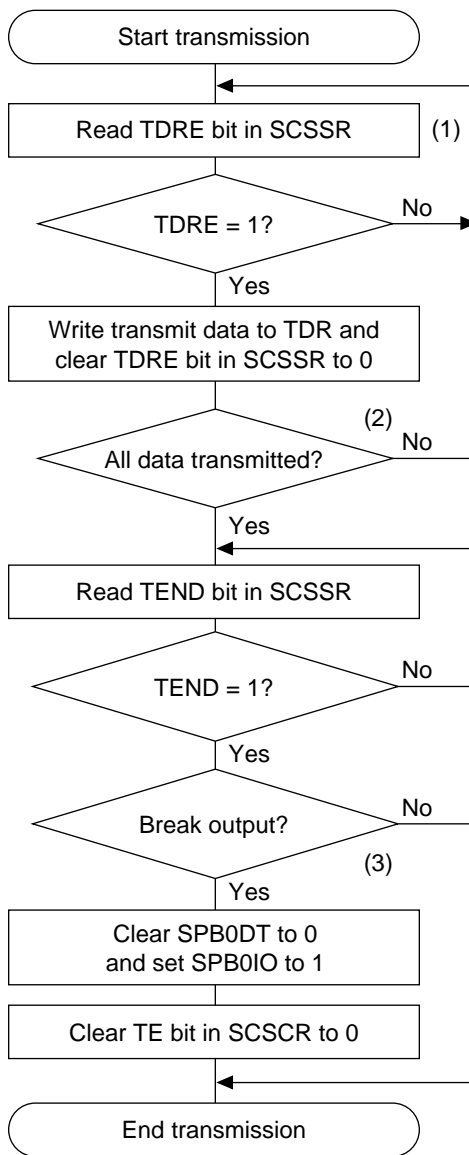 Start transmission
Read TDRE bit in SCSSR
(1)
TDRE = 1?
No
Yes
Write transmit data to TDR and
clear TDRE bit in SCSSR to 0
(2)
All data transmitted?
No
Yes
Read TEND bit in SCSSR
TEND = 1?
No
Yes
Break output?
No
(3)
Yes
Clear SPB0DT to 0
and set SPB0IO to 1
Clear TE bit in SCSCR to 0
End transmission